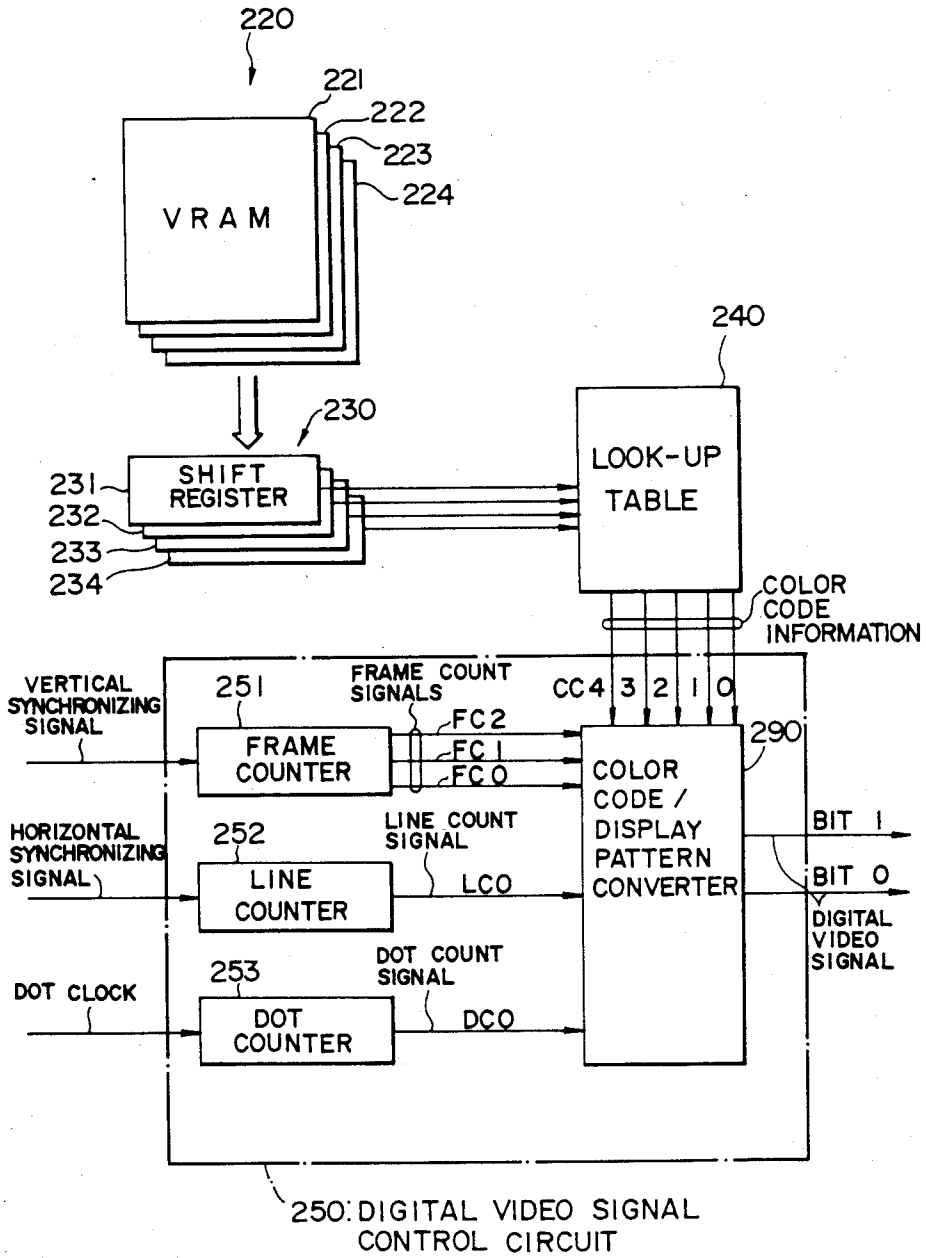 220
221
222
223
224
VRAM
230
240
231
SHIFT
REGISTER
232
233
234
LOOK-UP
TABLE
COLOR
CODE
INFORMATION
VERTICAL
SYNCHRONIZING
SIGNAL
251
FRAME COUNT
SIGNALS
CC4 3 2 1 0
FRAME
COUNTER
FC2
FC1
FC0
290
COLOR
CODE /
DISPLAY
PATTERN
CONVERTER
HORIZONTAL
SYNCHRONIZING
SIGNAL
252
LINE COUNT
SIGNAL
LINE
COUNTER
LC0
BIT 1
BIT 0
DIGITAL
VIDEO
SIGNAL
DOT CLOCK
253
DOT COUNT
SIGNAL
DOT
COUNTER
DC0
250: DIGITAL VIDEO SIGNAL
CONTROL CIRCUIT